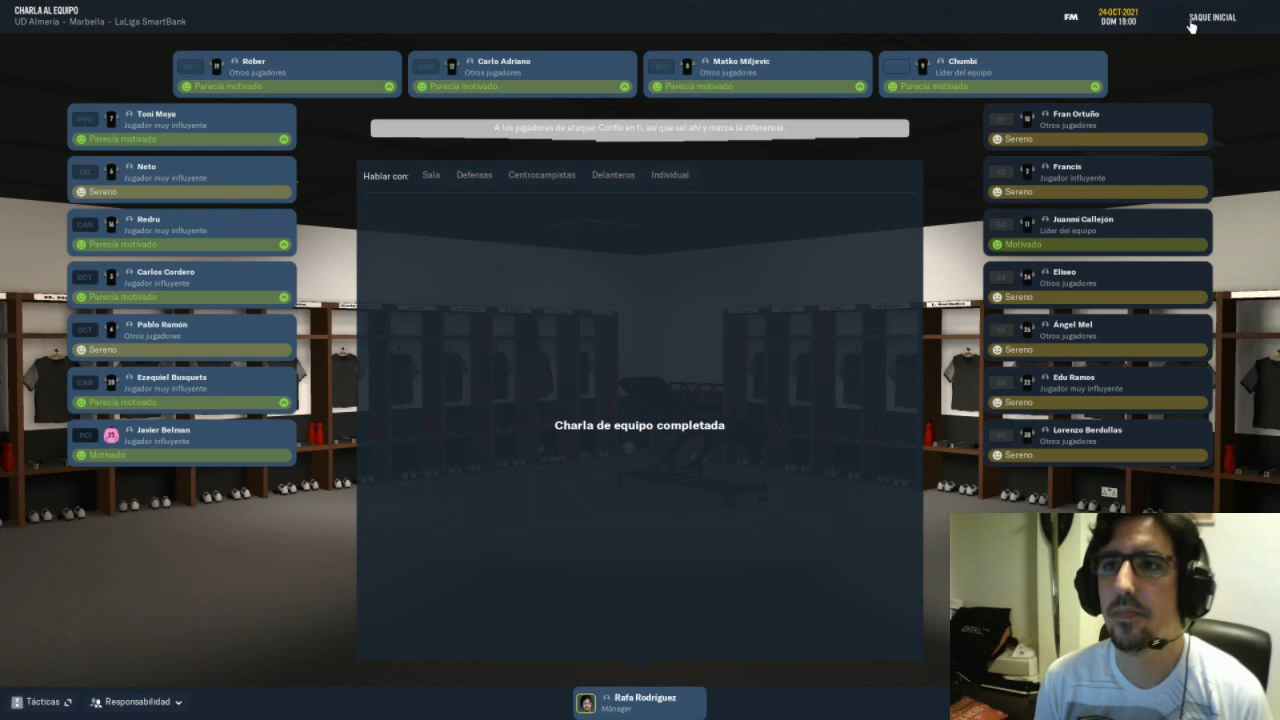 CHARLA AL EQUIPO
UD Almería - Marbella - LaLiga SmartBank
FM
24-OCT-2021
DOM 19:00
SAQUE INICIAL
Róber
Otros jugadores
Parecía motivado
Carlo Adriano
Otros jugadores
Parecía motivado
Matko Miljevic
Otros jugadores
Parecía motivado
Chumbi
Líder del equipo
Parecía motivado
Toni Moya
Jugador muy influyente
Parecía motivado
Neto
Jugador muy influyente
Sereno
Redru
Jugador muy influyente
Parecía motivado
Carlos Cordero
Jugador influyente
Parecía motivado
Pablo Ramón
Otros jugadores
Sereno
Ezequiel Busquets
Jugador muy influyente
Parecía motivado
Javier Belman
Jugador influyente
Motivado
A los jugadores de ataque: Confío en ti, así que sal ahí y marca la diferencia.
Hablar con: Sala Defensas Centrocampistas Delanteros Individual
Charla de equipo completada
Fran Ortuño
Otros jugadores
Sereno
Francis
Jugador influyente
Sereno
Juanmi Callejón
Líder del equipo
Motivado
Eliseo
Otros jugadores
Sereno
Ángel Mel
Otros jugadores
Sereno
Edu Ramos
Jugador muy influyente
Sereno
Lorenzo Berdullas
Otros jugadores
Sereno
Tácticas
Responsabilidad
Rafa Rodríguez
Mánager